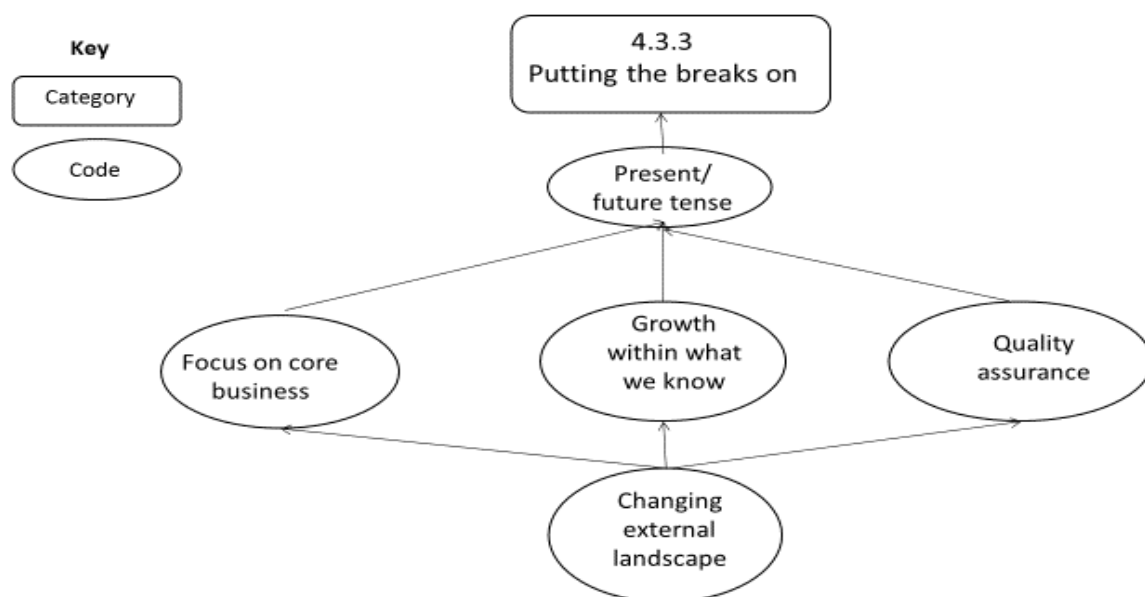 Key
Category
Code
4.3.3
Putting the breaks on
Present/
future tense
Focus on core
business
Growth
within what
we know
Quality
assurance
Changing
external
landscape